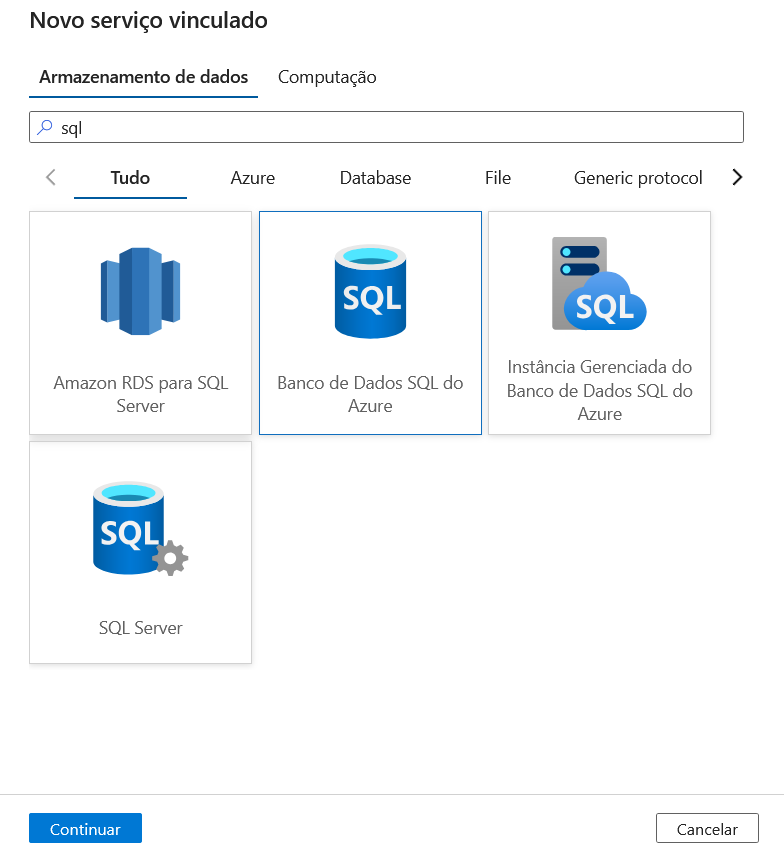 Novo serviço vinculado
Armazenamento de dados
Computação
sql
Tudo
Azure
Database
File
Generic protocol
SQL
SQL
Amazon RDS para SQL
Server
Banco de Dados SQL do
Azure
Instância Gerenciada do
Banco de Dados SQL do
Azure
SQL
SQL Server
Continuar
Cancelar